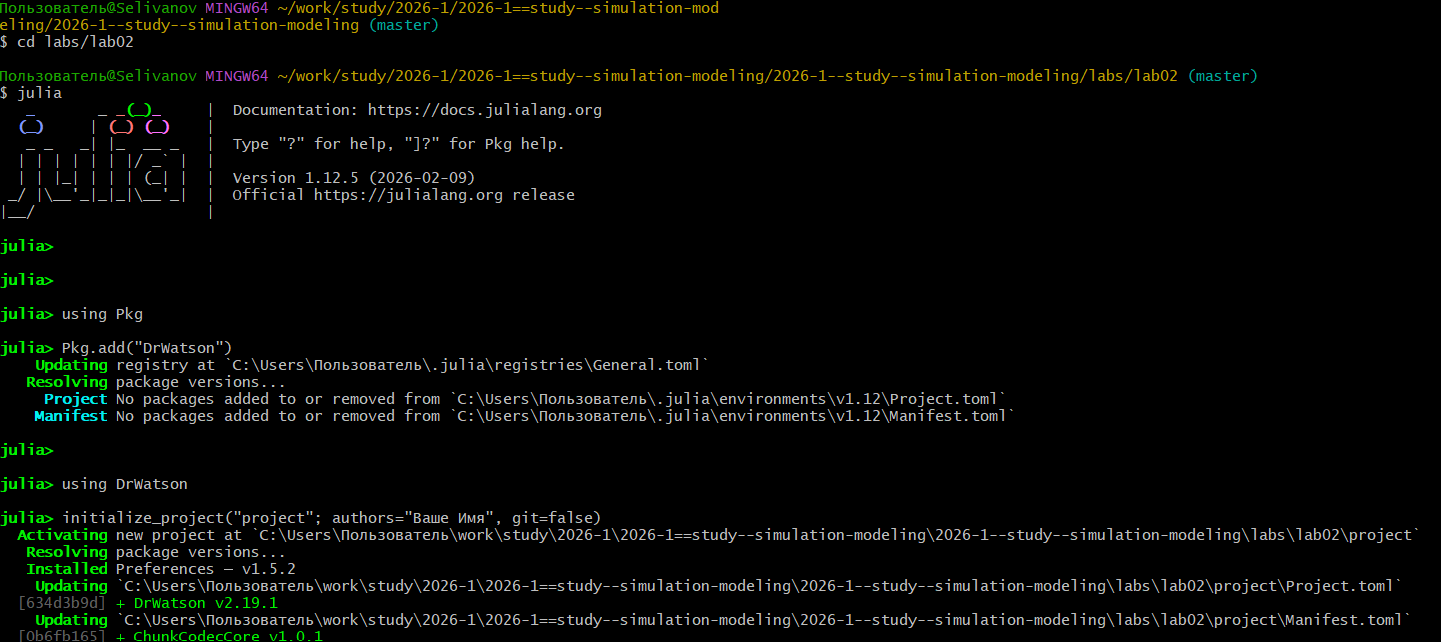 Пользователь@Selivanov MINGW64 ~/work/study/2026-1/2026-1==study--simulation-mod
eling/2026-1--study--simulation-modeling (master)
$ cd labs/lab02
Пользователь@Selivanov MINGW64 ~/work/study/2026-1/2026-1==study--simulation-modeling/2026-1--study--simulation-modeling/labs/lab02 (master)
$ julia
               _
   _       _ _(_)_     |  Documentation: https://docs.julialang.org
  (_)     | (_) (_)    |
   _ _   _| |_  __ _   |  Type "?" for help, "]?" for Pkg help.
  | | | | | | |/ _` |  |
  | | |_| | | | (_| |  |  Version 1.12.5 (2026-02-09)
 _/ |\__'_|_|_|\__'_|  |  Official https://julialang.org release
|__/                   |
julia>
julia>
julia> using Pkg
julia> Pkg.add("DrWatson")
    Updating registry at `C:\Users\Пользователь\.julia\registries\General.toml`
   Resolving package versions...
     Project No packages added to or removed from `C:\Users\Пользователь\.julia\environments\v1.12\Project.toml`
    Manifest No packages added to or removed from `C:\Users\Пользователь\.julia\environments\v1.12\Manifest.toml`
julia>
julia> using DrWatson
julia> initialize_project("project"; authors="Ваше Имя", git=false)
  Activating new project at `C:\Users\Пользователь\work\study\2026-1\2026-1==study--simulation-modeling\2026-1--study--simulation-modeling\labs\lab02\project`
   Resolving package versions...
   Installed Preferences — v1.5.2
    Updating `C:\Users\Пользователь\work\study\2026-1\2026-1==study--simulation-modeling\2026-1--study--simulation-modeling\labs\lab02\project\Project.toml`
  [634d3b9d] + DrWatson v2.19.1
    Updating `C:\Users\Пользователь\work\study\2026-1\2026-1==study--simulation-modeling\2026-1--study--simulation-modeling\labs\lab02\project\Manifest.toml`
  [0b6fb165] + ChunkCodecCore v1.0.1